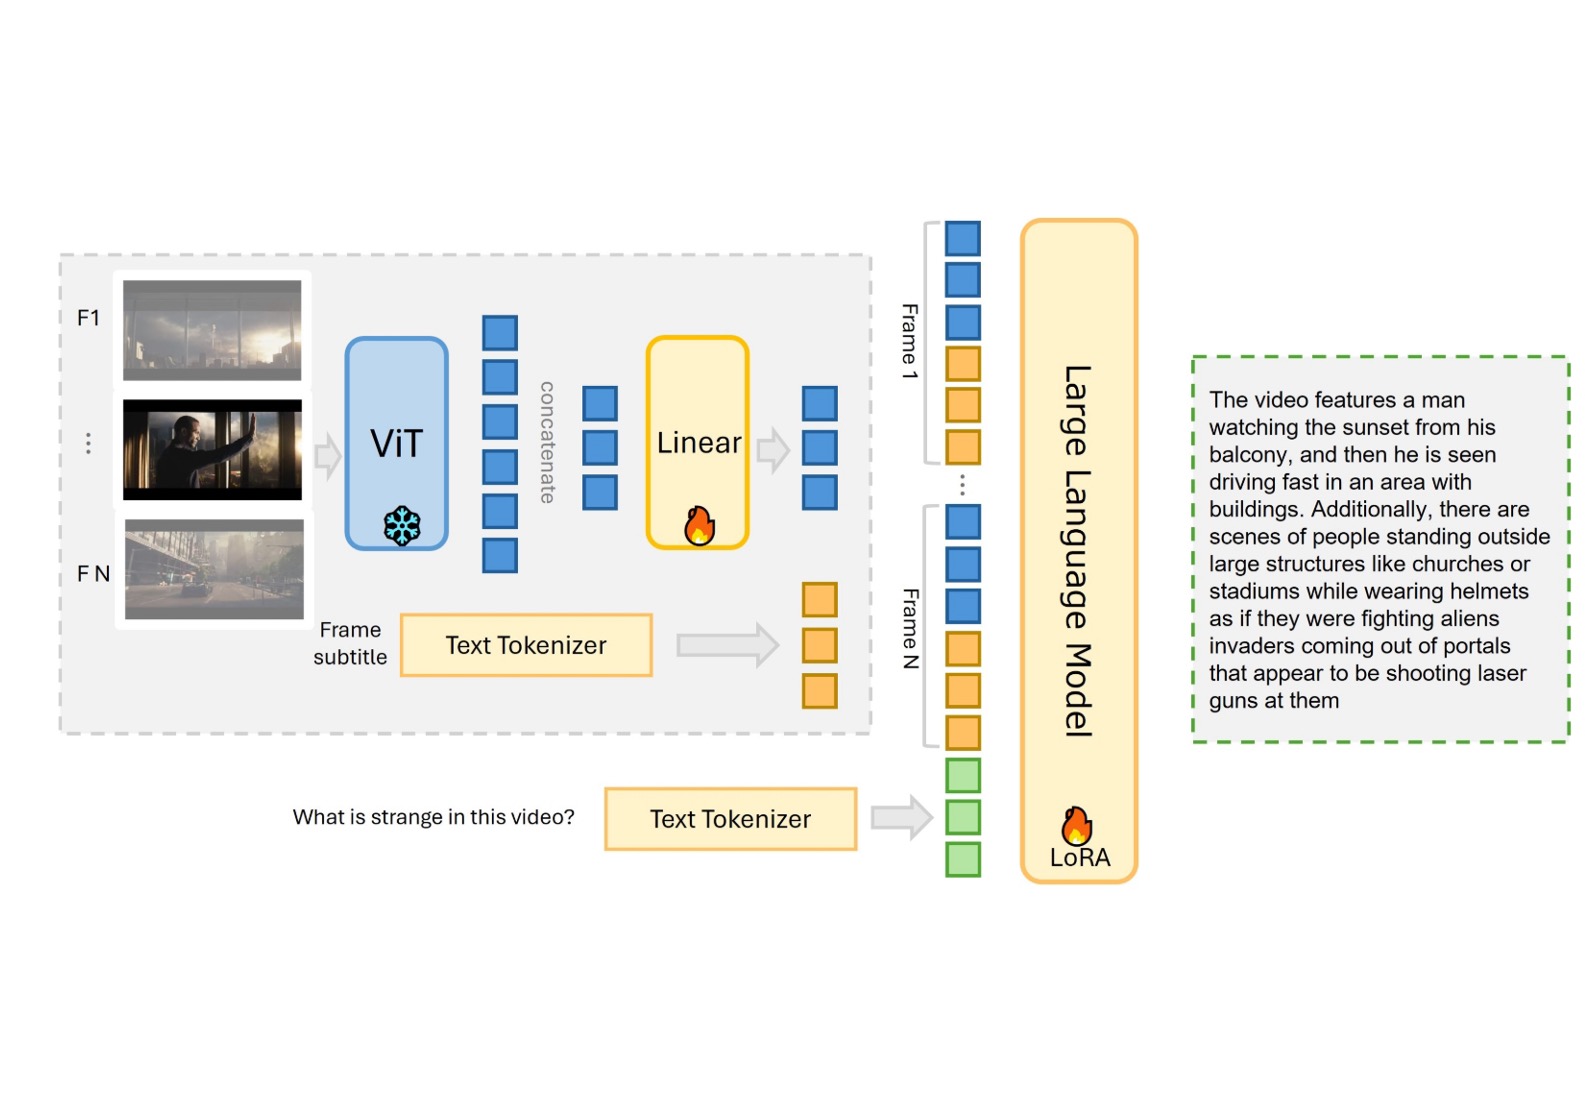 F1
⋮
F N
ViT
concatenate
Linear
Frame
subtitle
Text Tokenizer
What is strange in this video?
Text Tokenizer
Frame 1
⋮
Frame N
Large Language Model
LoRA
The video features a man
watching the sunset from his
balcony, and then he is seen
driving fast in an area with
buildings. Additionally, there are
scenes of people standing outside
large structures like churches or
stadiums while wearing helmets
as if they were fighting aliens
invaders coming out of portals
that appear to be shooting laser
guns at them